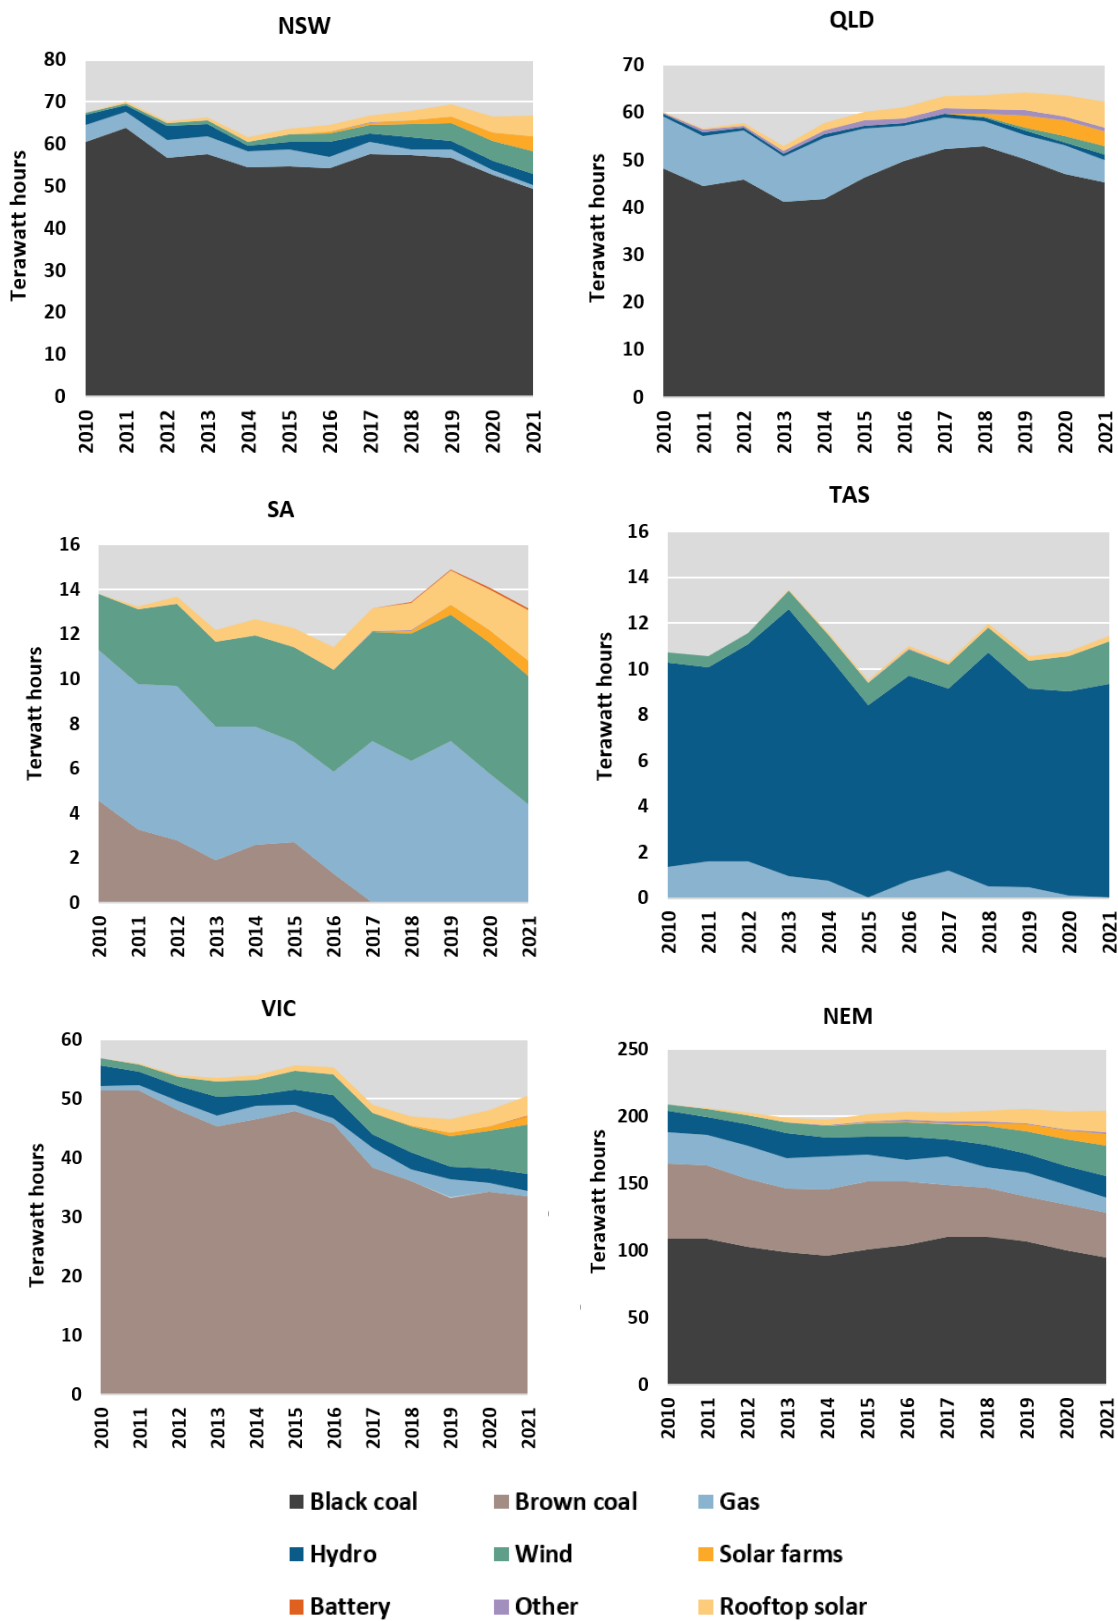 NSW
Terawatt hours
80
70
60
50
40
30
20
10
0
2010 2011 2012 2013 2014 2015 2016 2017 2018 2019 2020 2021
QLD
Terawatt hours
70
60
50
40
30
20
10
0
2010 2011 2012 2013 2014 2015 2016 2017 2018 2019 2020 2021
SA
Terwatt hours
16
14
12
10
8
6
4
2
0
2010 2011 2012 2013 2014 2015 2016 2017 2018 2019 2020 2021
TAS
Terawatt hours
16
14
12
10
8
6
4
2
0
2010 2011 2012 2013 2014 2015 2016 2017 2018 2019 2020 2021
VIC
Terawatt hours
60
50
40
30
20
10
0
2010 2011 2012 2013 2014 2015 2016 2017 2018 2019 2020 2021
NEM
Terawatt hours
250
200
150
100
50
0
2010 2011 2012 2013 2014 2015 2016 2017 2018 2019 2020 2021
Black coal Brown coal Gas
Hydro Wind Solar farms
Battery Other Rooftop solar